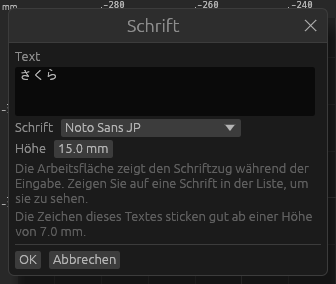 mm
-280
-260
-240
Schrift
Text
さくら
Schrift Noto Sans JP
Höhe 15.0 mm
Die Arbeitsfläche zeigt den Schriftzug während der
Eingabe. Zeigen Sie auf eine Schrift in der Liste, um
sie zu sehen.
Die Zeichen dieses Textes sticken gut ab einer Höhe
von 7.0 mm.
OK Abbrechen